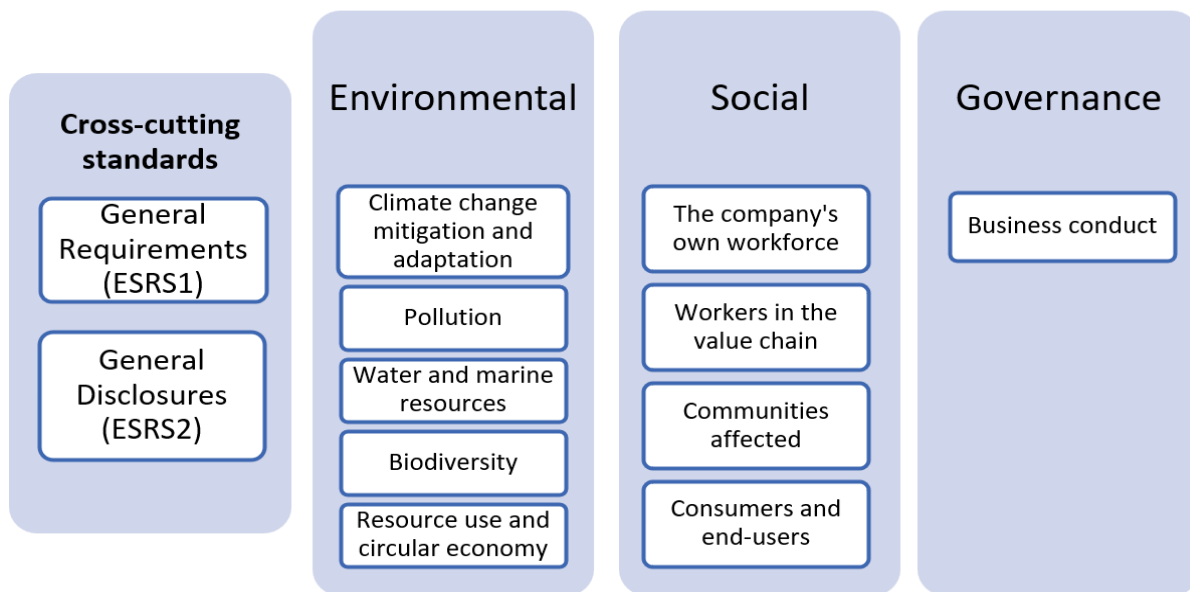 Cross-cutting
standards
General
Requirements
(ESRS1)
General
Disclosures
(ESRS2)
Environmental
Climate change
mitigation and
adaptation
Pollution
Water and marine
resources
Biodiversity
Resource use and
circular economy
Social
The company's
own workforce
Workers in the
value chain
Communities
affected
Consumers and
end-users
Governance
Business conduct